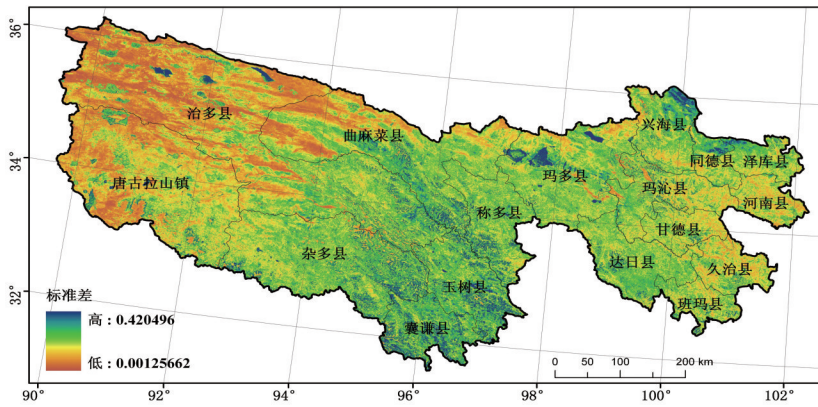 36°
34°
32°
治多县
曲麻莱县
兴海县
同德县
泽库县
唐古拉山镇
玛多县
玛沁县
河南县
称多县
甘德县
杂多县
达日县
久治县
玉树县
班玛县
囊谦县
标准差
高：0.420496
低：0.00125662
0 50 100 200 km
90° 92° 94° 96° 98° 100° 102°